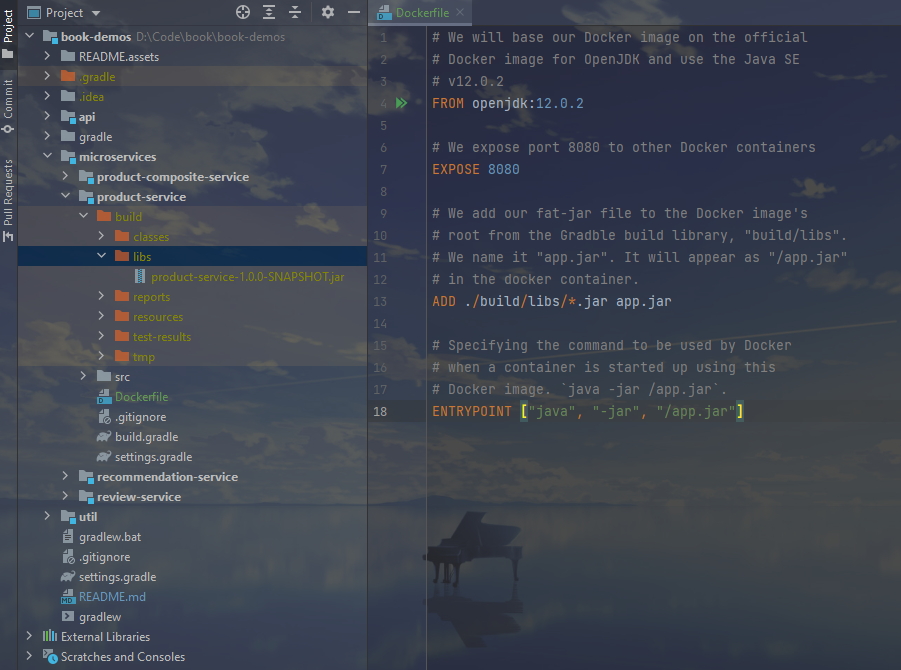 Project
Commit
Pull Requests
Project
book-demos D:\Code\book\book-demos
README.assets
.gradle
.idea
api
gradle
microservices
product-composite-service
product-service
build
classes
libs
product-service-1.0.0-SNAPSHOT.jar
reports
resources
test-results
tmp
src
Dockerfile
.gitignore
build.gradle
settings.gradle
recommendation-service
review-service
util
gradlew.bat
.gitignore
settings.gradle
README.md
gradlew
External Libraries
Scratches and Consoles
Dockerfile
1 # We will base our Docker image on the official
2 # Docker image for OpenJDK and use the Java SE
3 # v12.0.2
4 FROM openjdk:12.0.2
5
6 # We expose port 8080 to other Docker containers
7 EXPOSE 8080
8
9 # We add our fat-jar file to the Docker image's
10 # root from the Gradble build library, "build/libs".
11 # We name it "app.jar". It will appear as "/app.jar"
12 # in the docker container.
13 ADD ./build/libs/*.jar app.jar
14
15 # Specifying the command to be used by Docker
16 # when a container is started up using this
17 # Docker image. `java -jar /app.jar`.
18 ENTRYPOINT ["java", "-jar", "/app.jar"]